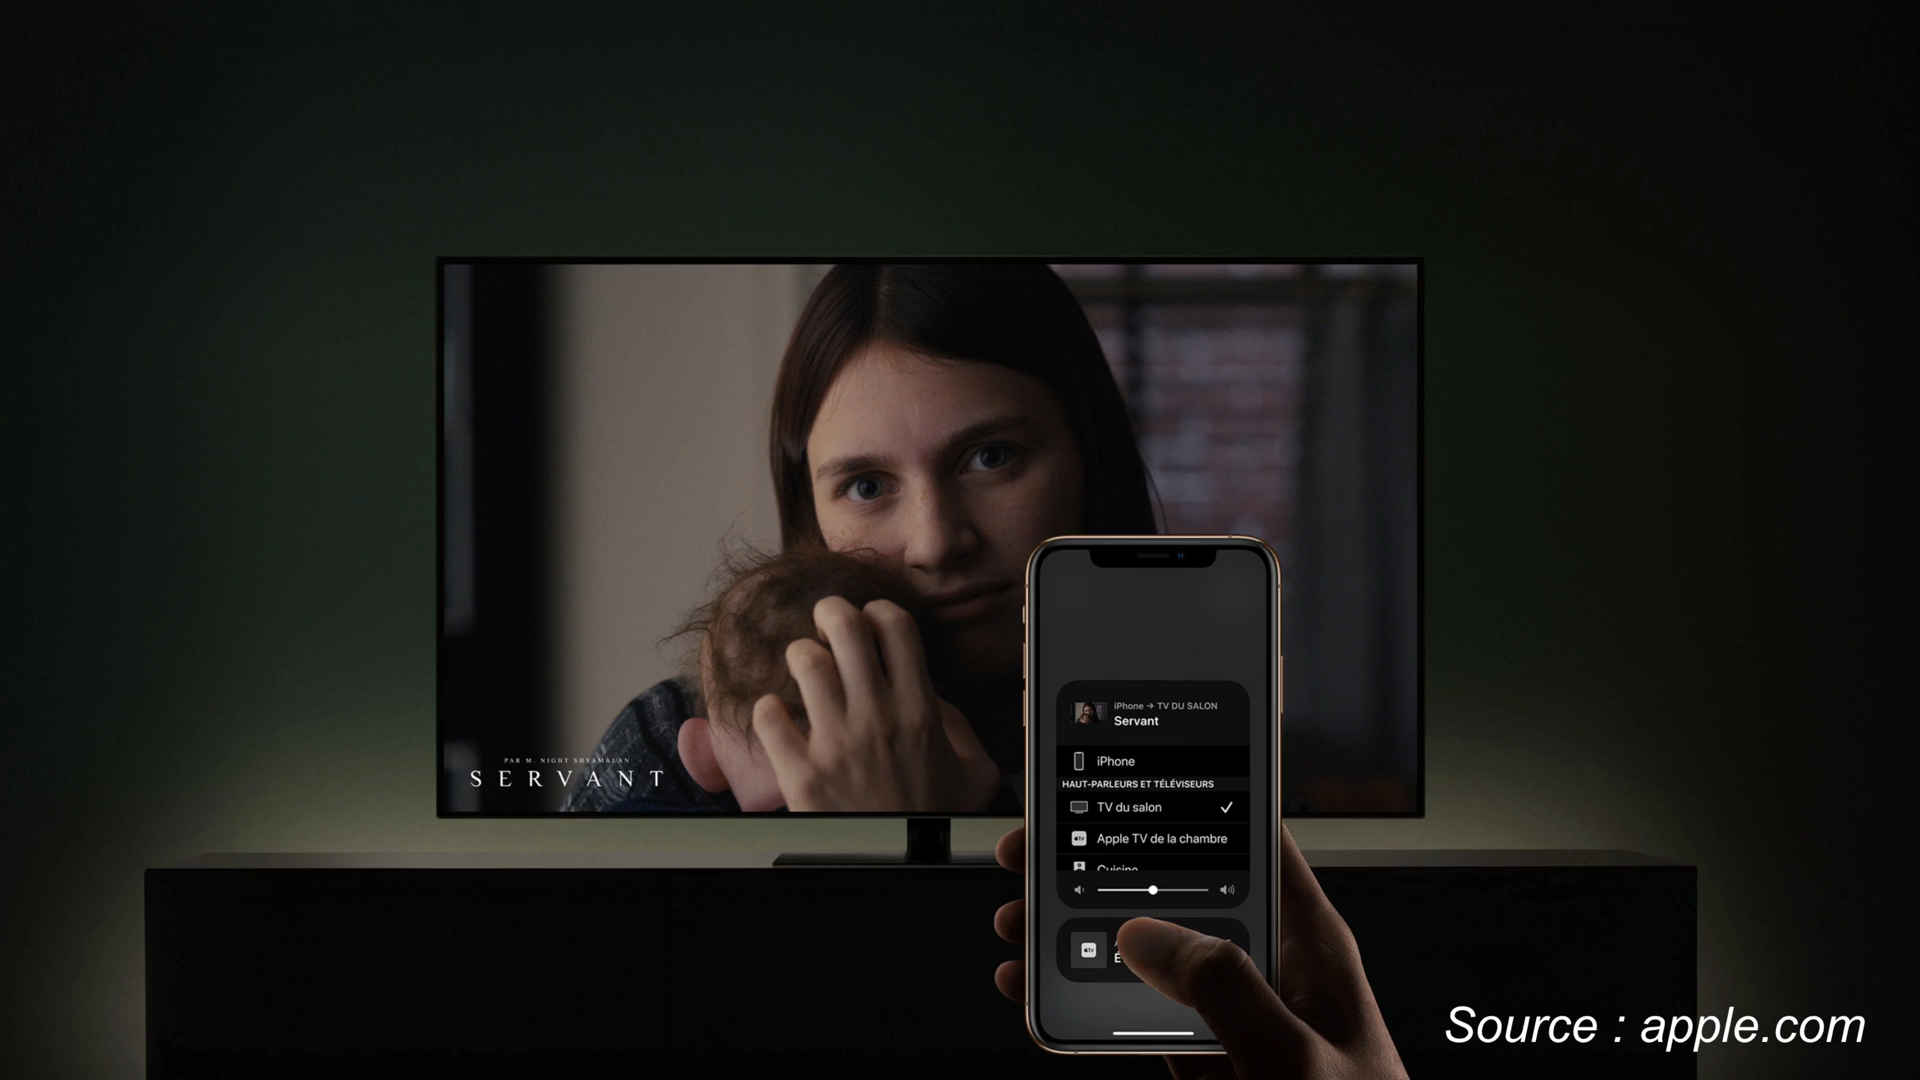 PAR M. NIGHT SHYAMALAN
SERVANT
iPhone → TV DU SALON
Servant
iPhone
HAUT-PARLEURS ET TÉLÉVISEURS
TV du salon
Apple TV de la chambre
Cuisine
Source : apple.com